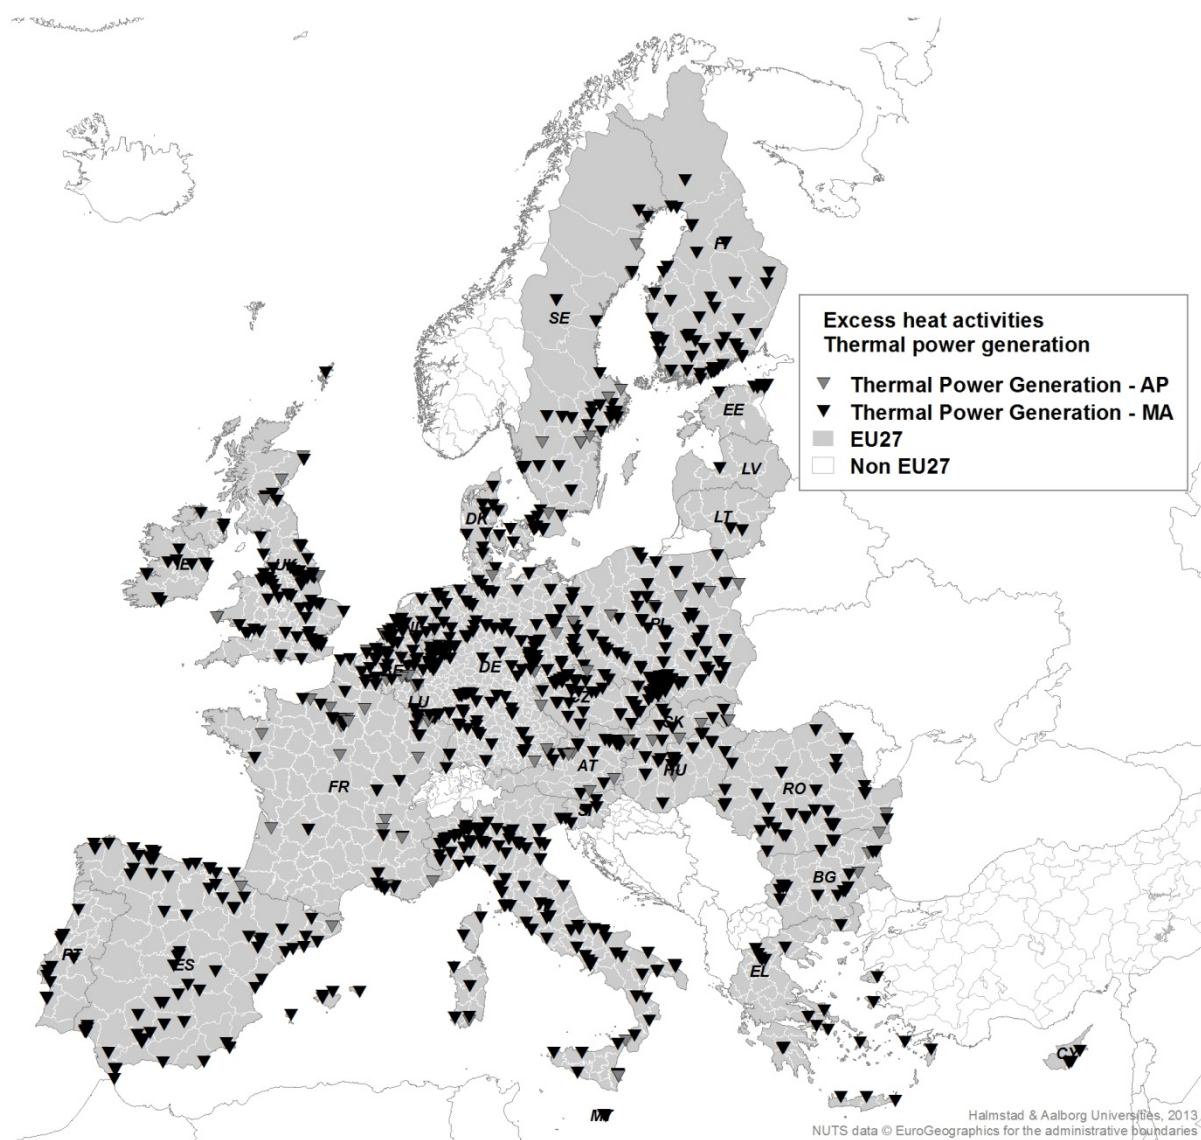 FI
SE
Excess heat activities
Thermal power generation
Thermal Power Generation - AP
Thermal Power Generation - MA
EU27
Non EU27
EE
LV
LT
DK
IE
UK
NL
PL
BE
DE
LU
CZ
SK
AT
HU
FR
SI
RO
BG
PT
ES
EL
CY
MT
Halmstad & Aalborg Universities, 2013
NUTS data © EuroGeographics for the administrative boundaries